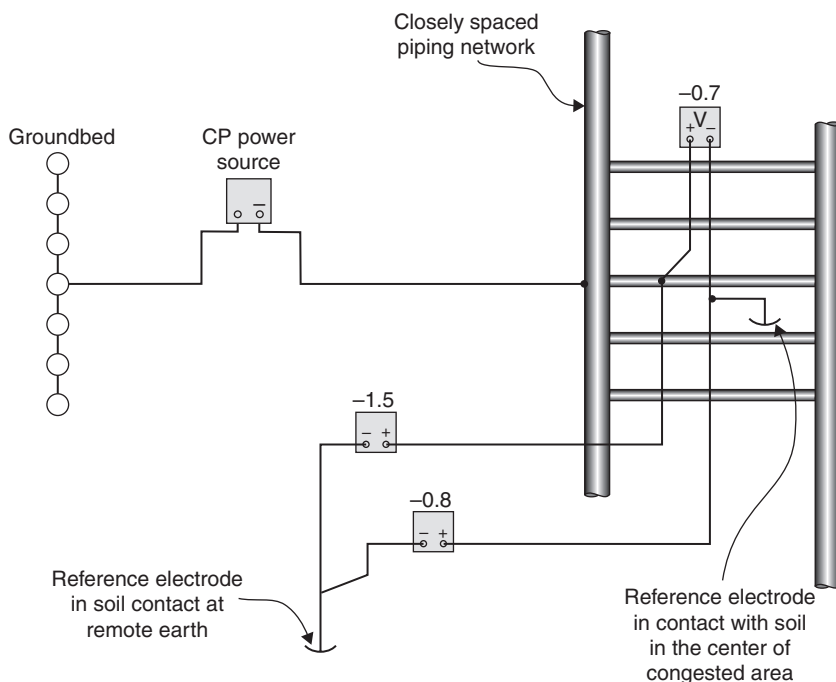 Closely spaced
piping network
–0.7
+ V –
Groundbed
CP power
source
–
–1.5
– +
–0.8
– +
Reference electrode
in soil contact at
remote earth
Reference electrode
in contact with soil
in the center of
congested area